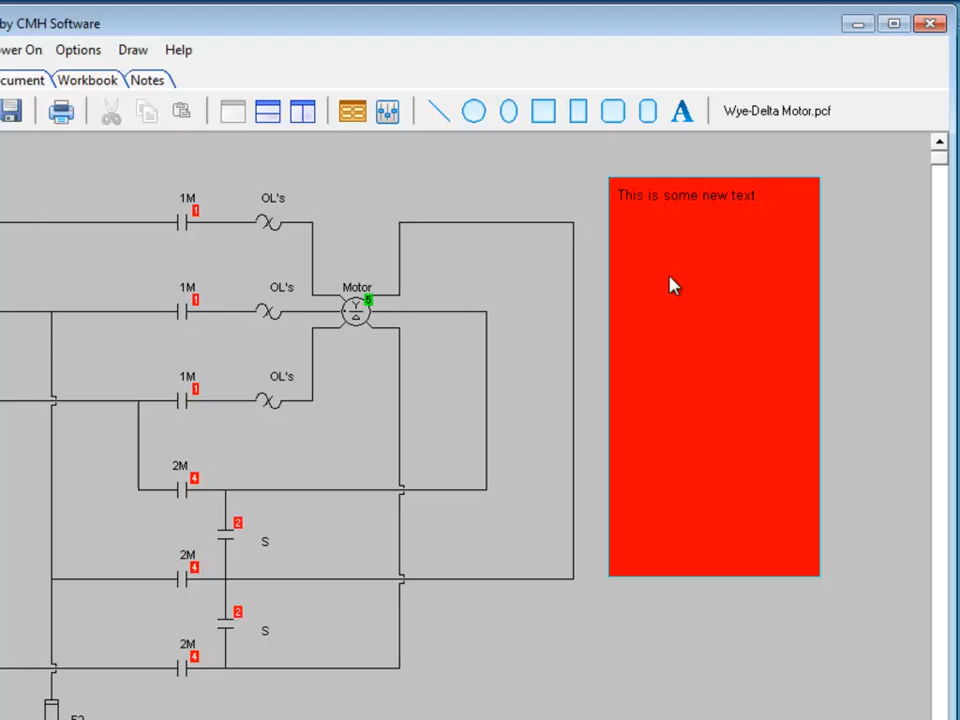 by CMH Software
ower On Options Draw Help
cument Workbook Notes
A Wye-Delta Motor.pcf
1M OL's
1
This is some new text
1M OL's Motor
1 5
Y
1M OL's
1
2M
4
2
S
2M
4
2
S
2M
4